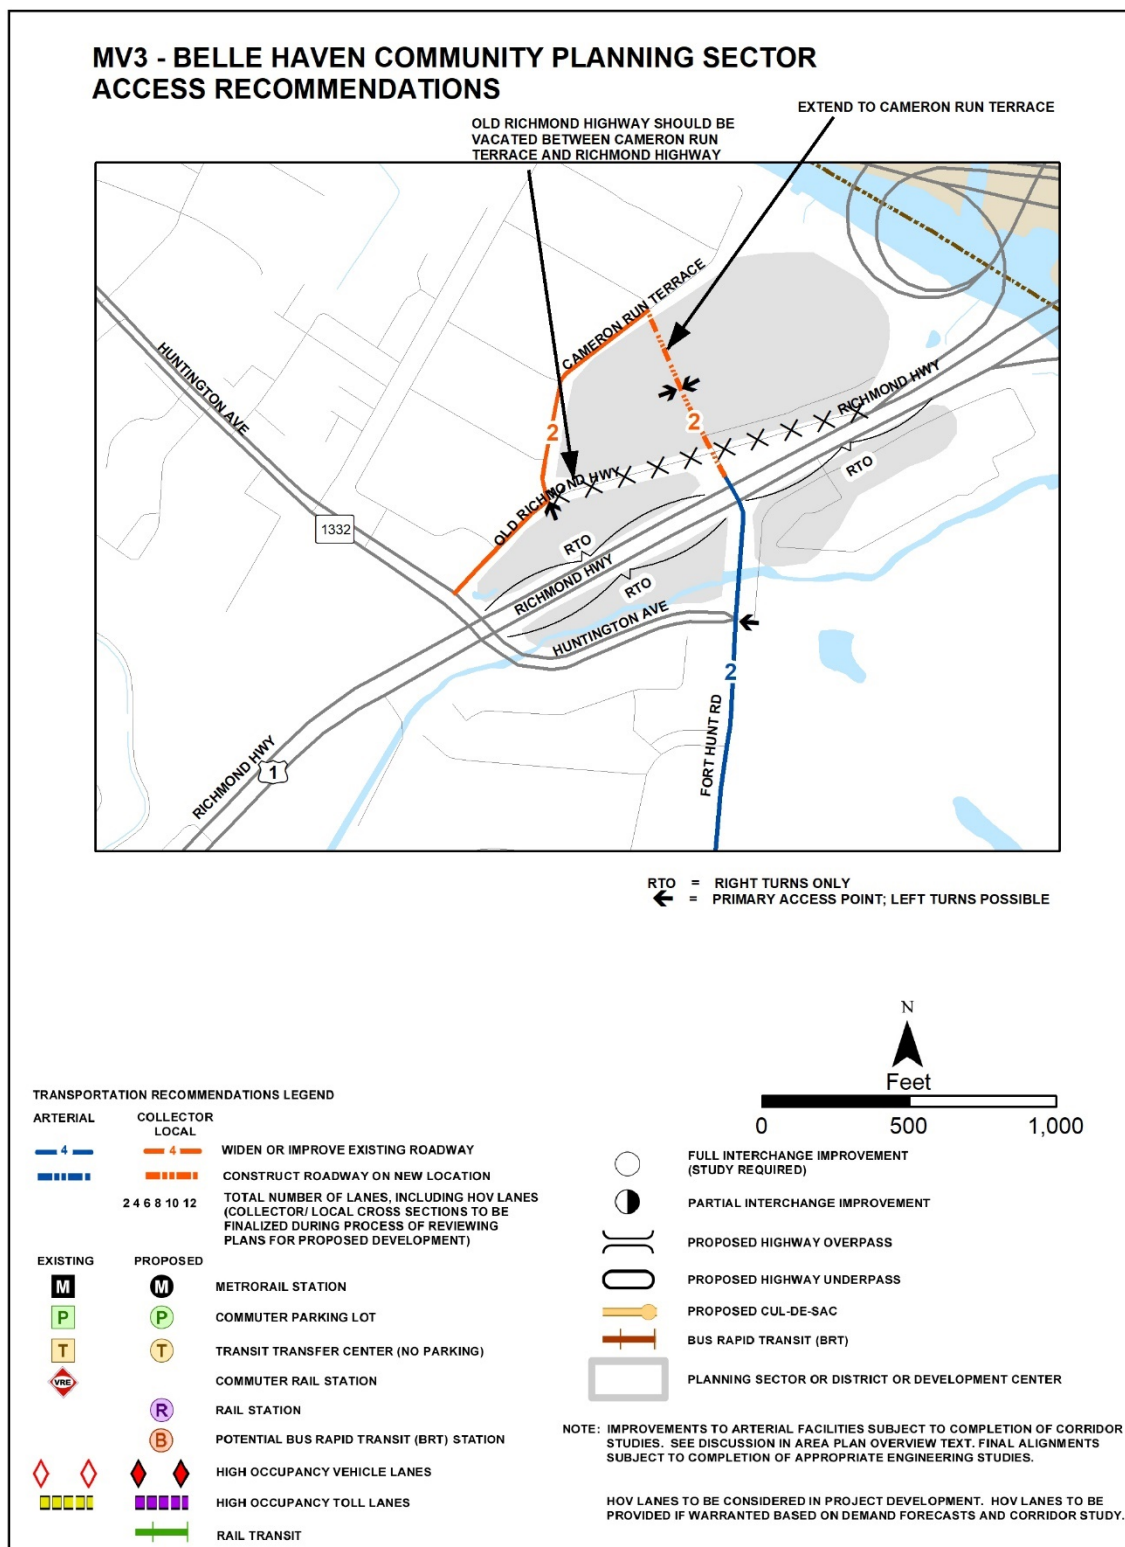 MV3 - BELLE HAVEN COMMUNITY PLANNING SECTOR
ACCESS RECOMMENDATIONS
EXTEND TO CAMERON RUN TERRACE
OLD RICHMOND HIGHWAY SHOULD BE
VACATED BETWEEN CAMERON RUN
TERRACE AND RICHMOND HIGHWAY
CAMERON RUN TERRACE
HUNTINGTON AVE
RICHMOND HWY
2
2
OLD RICHMOND HWY
RTO
1332
RTO
RICHMOND HWY
RTO
HUNTINGTON AVE
2
FORT HUNT RD
RICHMOND HWY
1
RTO = RIGHT TURNS ONLY
= PRIMARY ACCESS POINT; LEFT TURNS POSSIBLE
N
Feet
0 500 1,000
TRANSPORTATION RECOMMENDATIONS LEGEND
ARTERIAL COLLECTOR
LOCAL
4 4 WIDEN OR IMPROVE EXISTING ROADWAY
CONSTRUCT ROADWAY ON NEW LOCATION
2 4 6 8 10 12 TOTAL NUMBER OF LANES, INCLUDING HOV LANES
(COLLECTOR/ LOCAL CROSS SECTIONS TO BE
FINALIZED DURING PROCESS OF REVIEWING
PLANS FOR PROPOSED DEVELOPMENT)
EXISTING PROPOSED
M M METRORAIL STATION
P P COMMUTER PARKING LOT
T T TRANSIT TRANSFER CENTER (NO PARKING)
VRE COMMUTER RAIL STATION
R RAIL STATION
B POTENTIAL BUS RAPID TRANSIT (BRT) STATION
HIGH OCCUPANCY VEHICLE LANES
HIGH OCCUPANCY TOLL LANES
RAIL TRANSIT
FULL INTERCHANGE IMPROVEMENT
(STUDY REQUIRED)
PARTIAL INTERCHANGE IMPROVEMENT
PROPOSED HIGHWAY OVERPASS
PROPOSED HIGHWAY UNDERPASS
PROPOSED CUL-DE-SAC
BUS RAPID TRANSIT (BRT)
PLANNING SECTOR OR DISTRICT OR DEVELOPMENT CENTER
NOTE: IMPROVEMENTS TO ARTERIAL FACILITIES SUBJECT TO COMPLETION OF CORRIDOR
STUDIES. SEE DISCUSSION IN AREA PLAN OVERVIEW TEXT. FINAL ALIGNMENTS
SUBJECT TO COMPLETION OF APPROPRIATE ENGINEERING STUDIES.
HOV LANES TO BE CONSIDERED IN PROJECT DEVELOPMENT. HOV LANES TO BE
PROVIDED IF WARRANTED BASED ON DEMAND FORECASTS AND CORRIDOR STUDY.